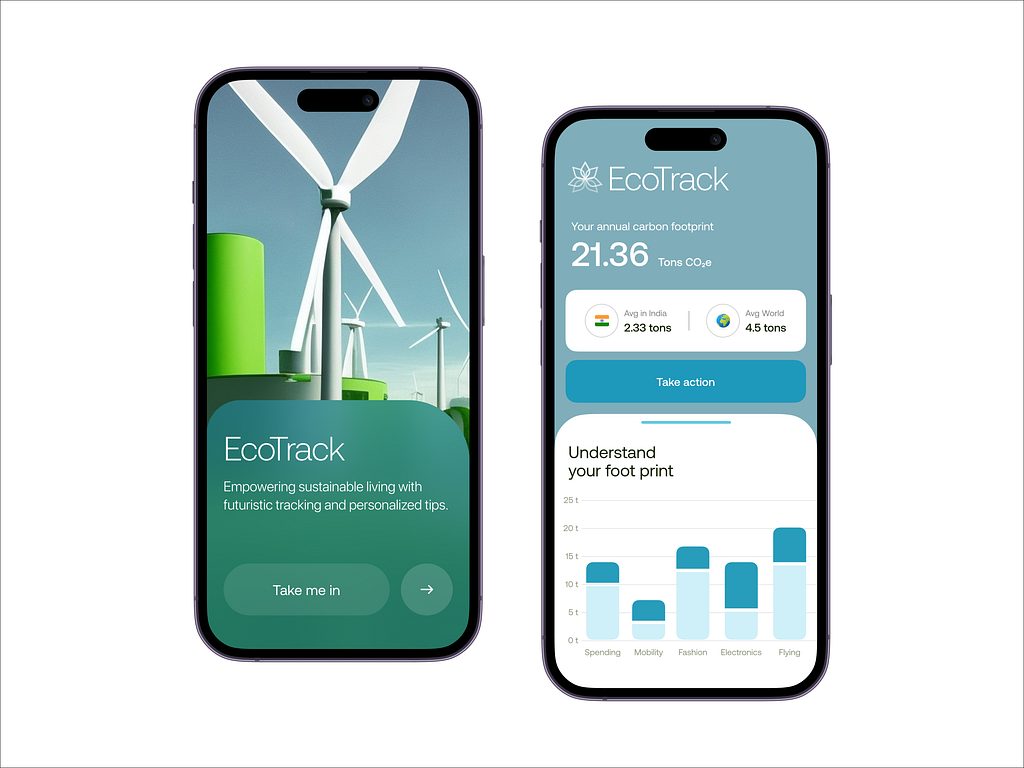 EcoTrack
Empowering sustainable living with
futuristic tracking and personalized tips.
Take me in
EcoTrack
Your annual carbon footprint
21.36 Tons CO₂e
Avg in India
2.33 tons
Avg World
4.5 tons
Take action
Understand
your foot print
25 t
20 t
15 t
10 t
5 t
0 t
Spending Mobility Fashion Electronics Flying